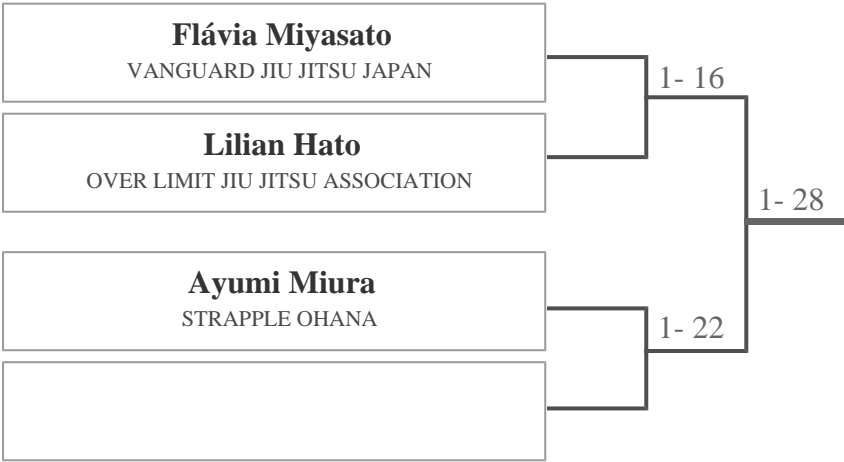 Flávia Miyasato
VANGUARD JIU JITSU JAPAN
1- 16
Lilian Hato
OVER LIMIT JIU JITSU ASSOCIATION
1- 28
Ayumi Miura
STRAPPLE OHANA
1- 22